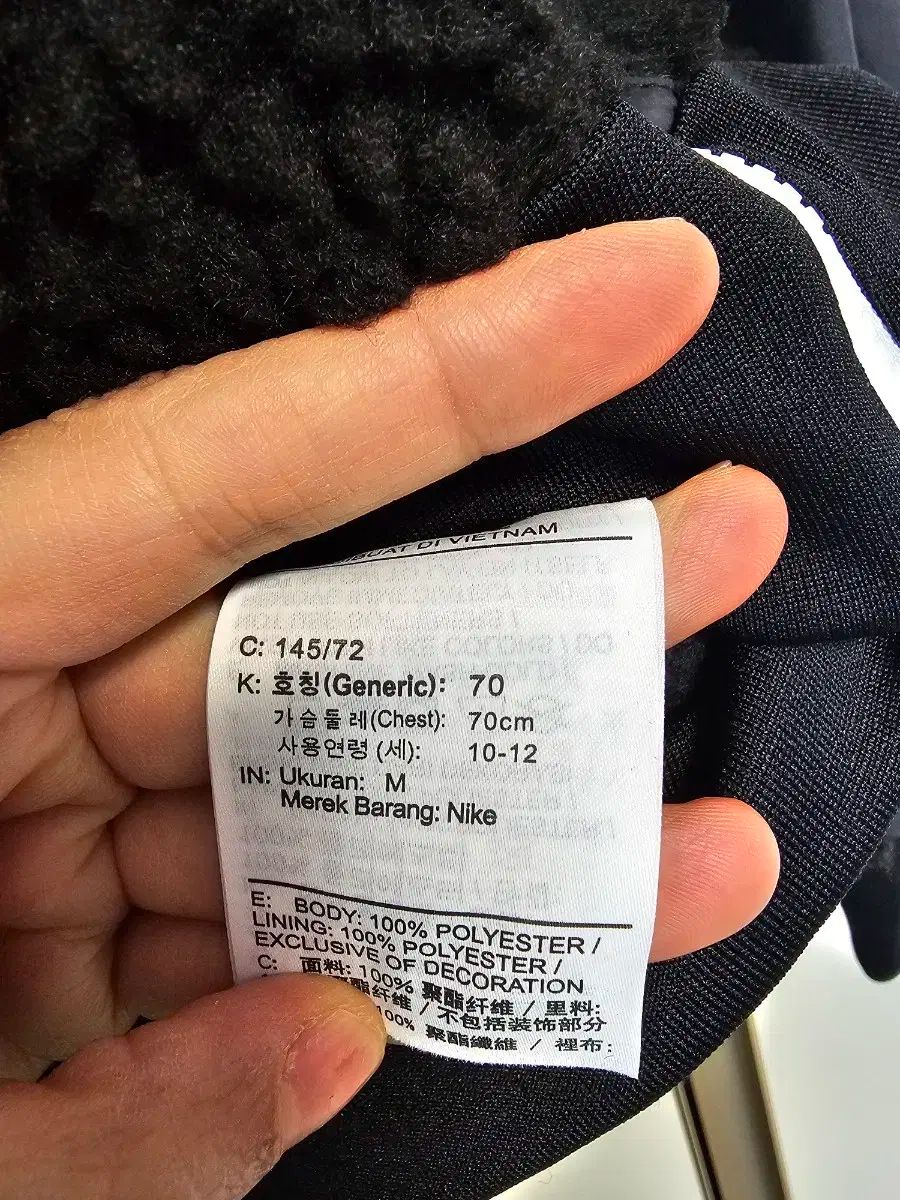 DI VIETNAM
C: 145/72
K: 호칭(Generic): 70
가슴둘레(Chest): 70cm
사용연령 (세): 10-12
IN: Ukuran: M
Merek Barang: Nike
E: BODY: 100% POLYESTER /
LINING: 100% POLYESTER /
EXCLUSIVE OF DECORATION
C: 面料: 100% 聚酯纤维 / 里料:
聚酯纤维 / 不包括装饰部分
100% 聚酯纖維 / 裡布: